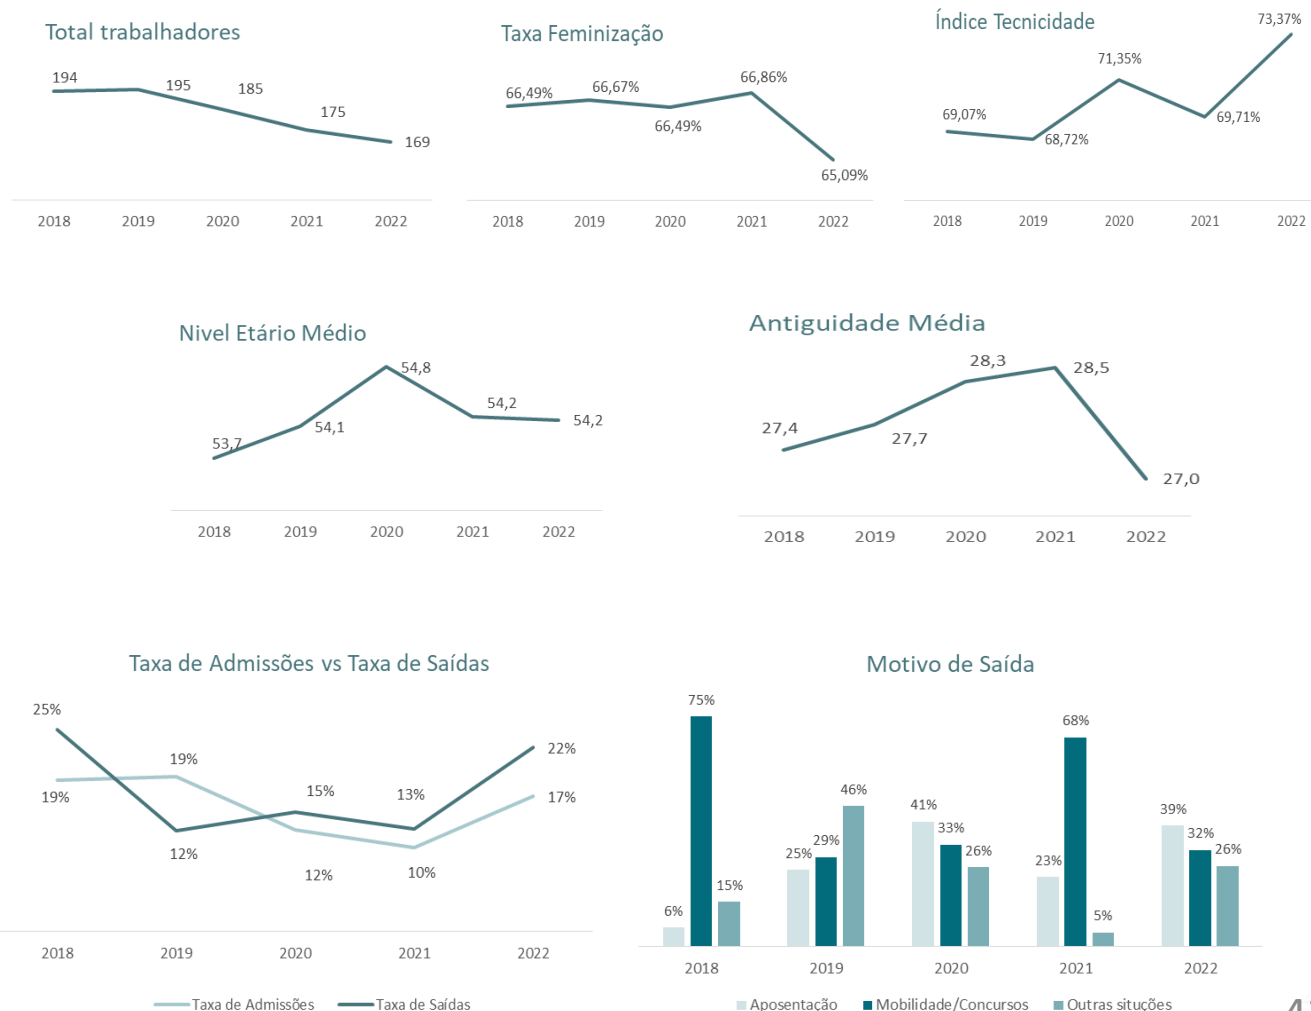 Total trabalhadores
194
195
185
175
169
2018 2019 2020 2021 2022
Taxa Feminização
66,49%
66,67%
66,49%
66,86%
65,09%
2018 2019 2020 2021 2022
Índice Tecnicidade
69,07%
68,72%
71,35%
69,71%
73,37%
2018 2019 2020 2021 2022
Nivel Etário Médio
53,7
54,1
54,8
54,2
54,2
2018 2019 2020 2021 2022
Antiguidade Média
27,4
27,7
28,3
28,5
27,0
2018 2019 2020 2021 2022
Taxa de Admissões vs Taxa de Saídas
25%
19%
19%
12%
15%
12%
13%
10%
22%
17%
2018 2019 2020 2021 2022
Taxa de Admissões Taxa de Saídas
Motivo de Saída
6% 75% 15%
25% 29% 46%
41% 33% 26%
23% 68% 5%
39% 32% 26%
2018 2019 2020 2021 2022
Aposentação Mobilidade/Concursos Outras situções